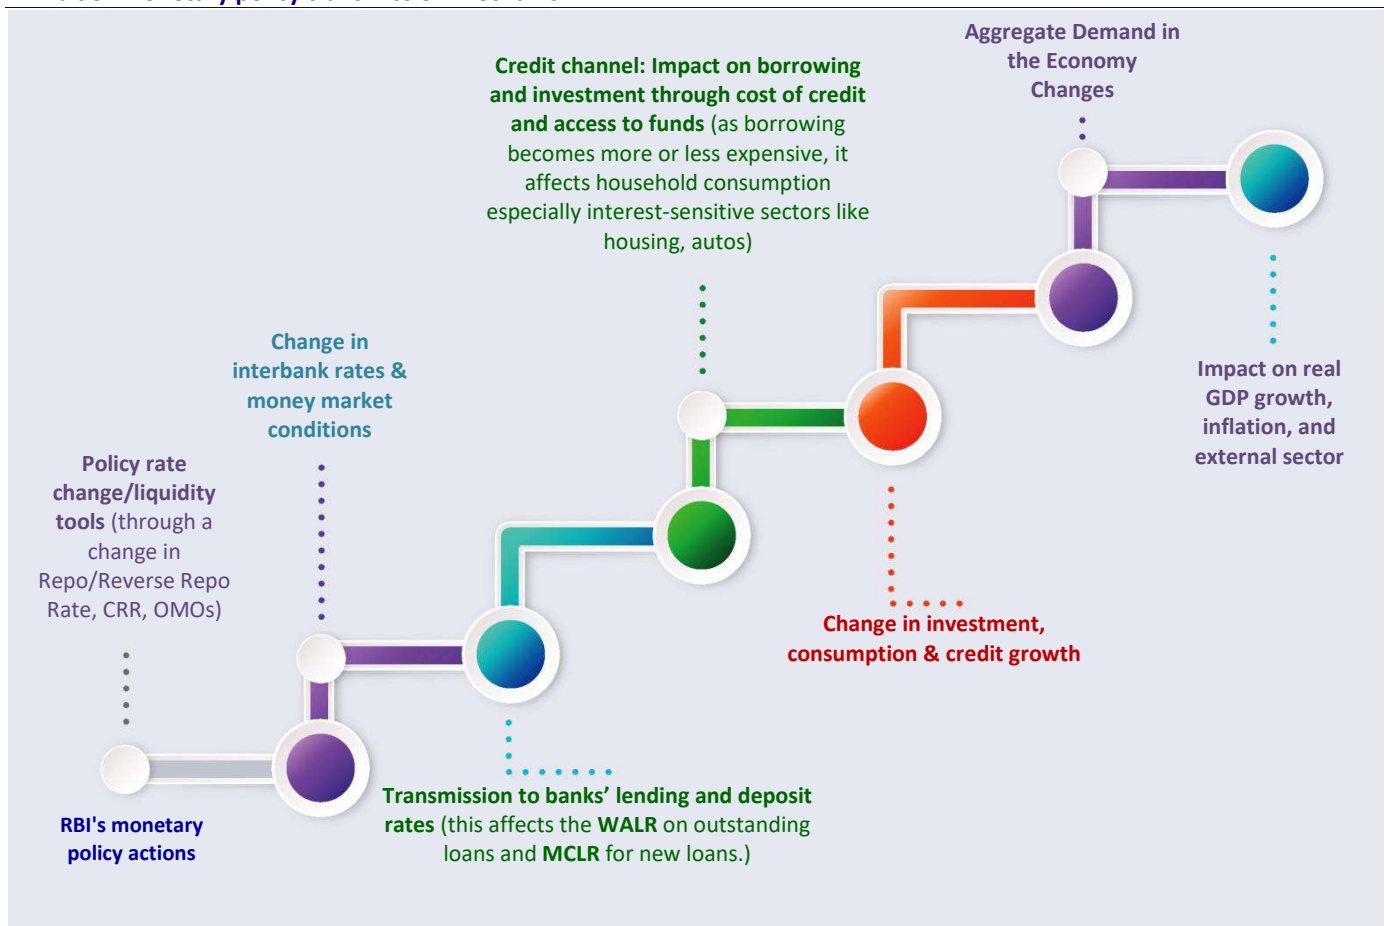 Aggregate Demand in
the Economy
Changes
Credit channel: Impact on borrowing
and investment through cost of credit
and access to funds (as borrowing
becomes more or less expensive, it
affects household consumption
especially interest-sensitive sectors like
housing, autos)
Change in
interbank rates &
money market
conditions
Impact on real
GDP growth,
inflation, and
external sector
Policy rate
change/liquidity
tools (through a
change in
Repo/Reverse Repo
Rate, CRR, OMOs)
Change in investment,
consumption & credit growth
Transmission to banks’ lending and deposit
rates (this affects the WALR on outstanding
loans and MCLR for new loans.)
RBI's monetary
policy actions